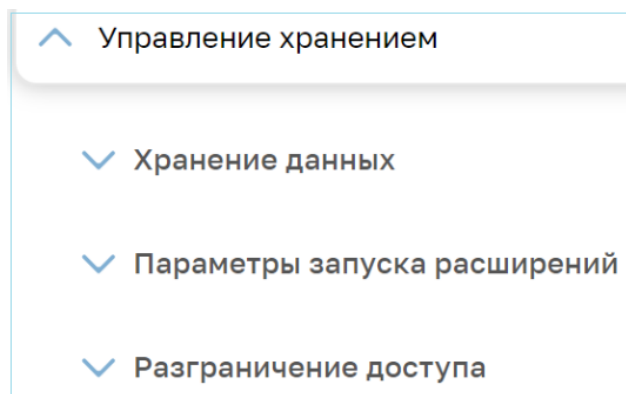 Управление хранением
Хранение данных
Параметры запуска расширений
Разграничение доступа